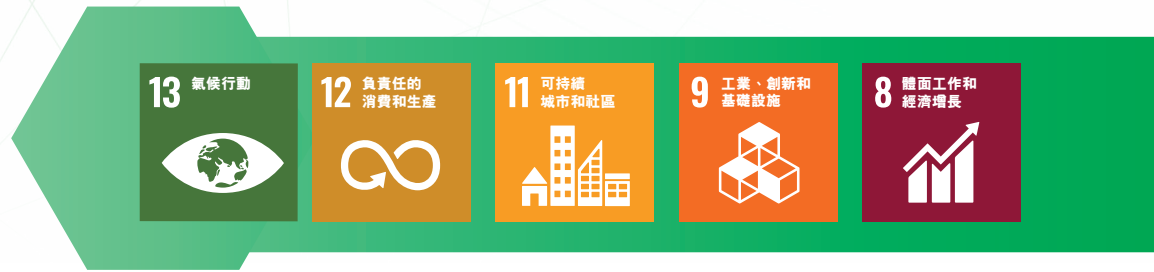 13 氣候行動
12 負責任的
消費和生產
11 可持續
城市和社區
9 工業、創新和
基礎設施
8 體面工作和
經濟增長